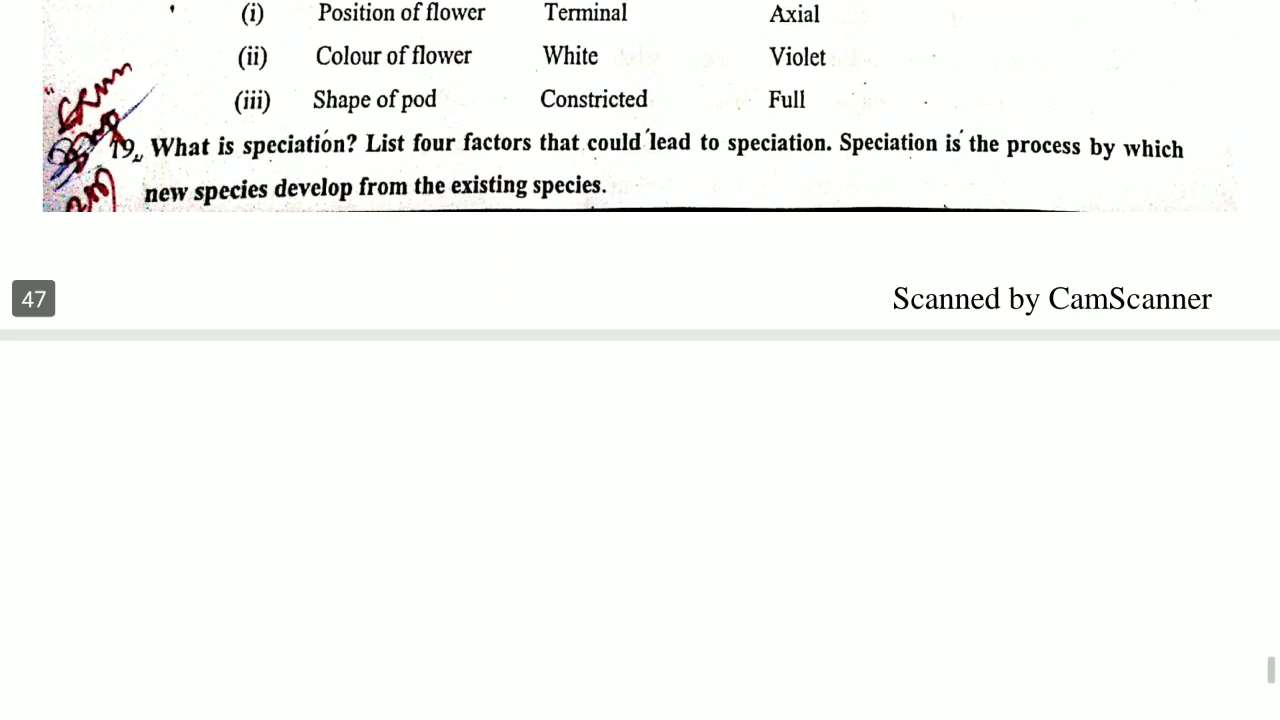 (i) Position of flower Terminal Axial
(ii) Colour of flower White Violet
(iii) Shape of pod Constricted Full
19. What is speciation? List four factors that could lead to speciation. Speciation is the process by which
new species develop from the existing species.
47
Scanned by CamScanner